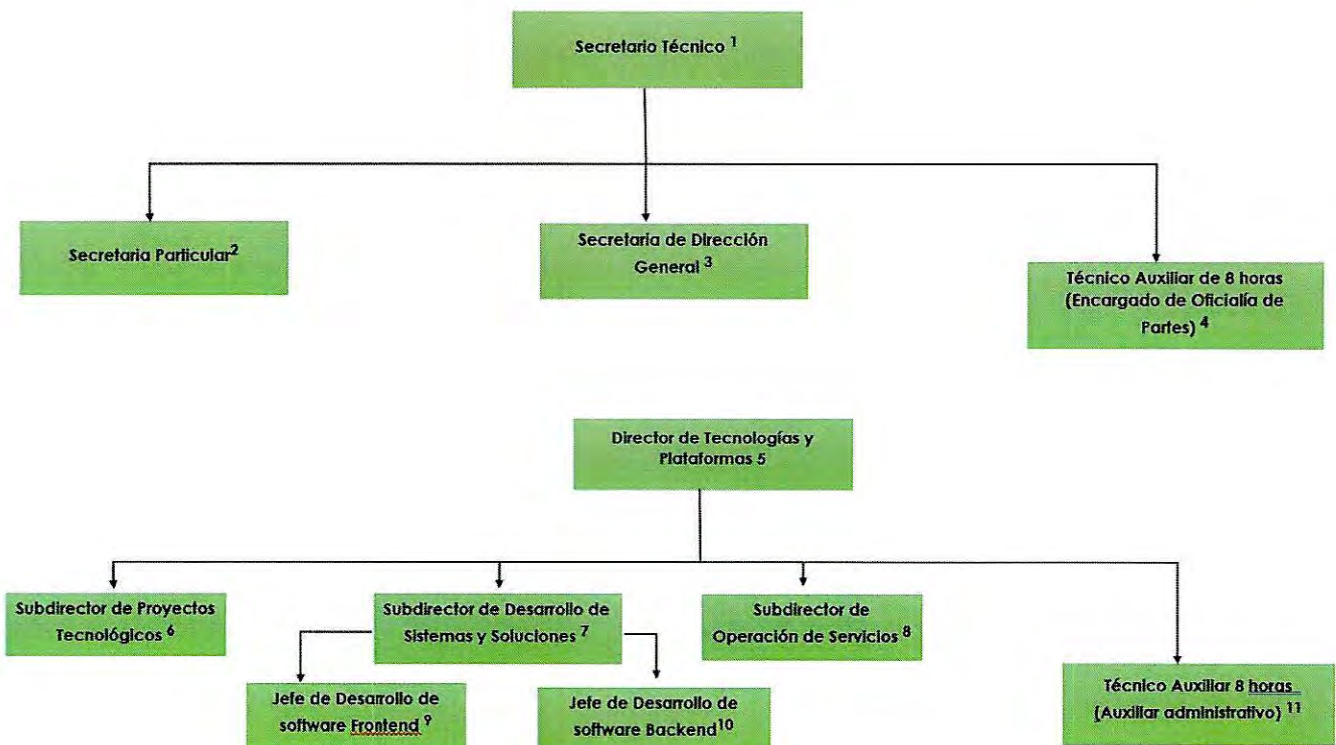 Secretario Técnico 1
Secretaria Particular2
Secretaria de Dirección
General 3
Técnico Auxiliar de 8 horas
(Encargado de Oficialía de
Partes) 4
Director de Tecnologías y
Plataformas 5
Subdirector de Proyectos
Tecnológicos 6
Subdirector de Desarrollo de
Sistemas y Soluciones 7
Subdirector de
Operación de Servicios 8
Jefe de Desarrollo de
software Frontend 9
Jefe de Desarrollo de
software Backend10
Técnico Auxiliar 8 horas
(Auxiliar administrativo) 11